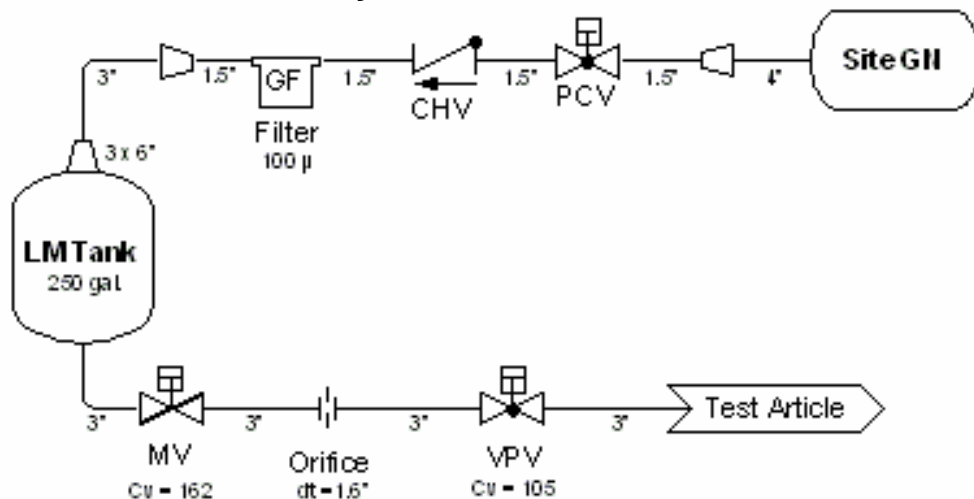 3" 1.5" GF 1.5" 1.5" 1.5" 4" Site GN
CHV PCV
Filter
100 µ
3 x 6"
LM Tank
250 gal.
3" 3" 3" 3" Test Article
MV Orifice VPV
Cv = 162 dt = 1.6" Cv = 105